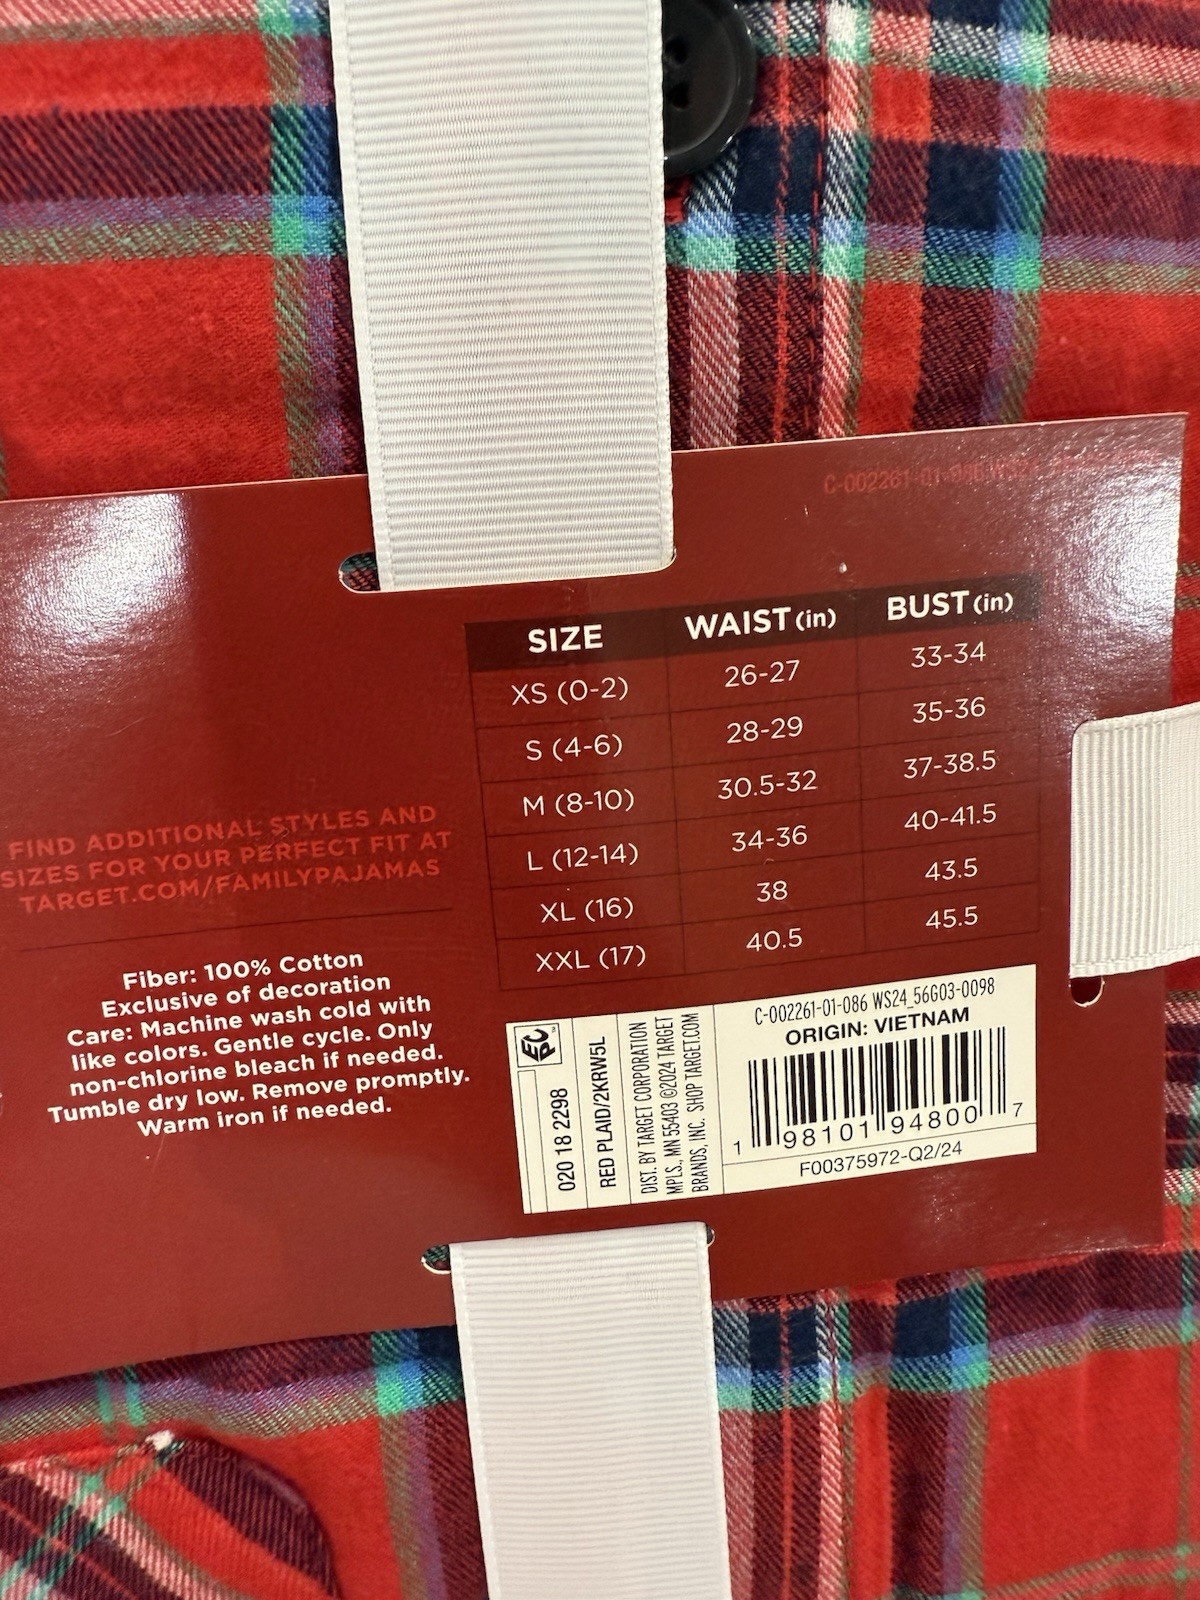 C-002261-01-086 WS24
SIZE WAIST (in) BUST (in)
XS (0-2) 26-27 33-34
S (4-6) 28-29 35-36
M (8-10) 30.5-32 37-38.5
L (12-14) 34-36 40-41.5
XL (16) 38 43.5
XXL (17) 40.5 45.5
FIND ADDITIONAL STYLES AND
SIZES FOR YOUR PERFECT FIT AT
TARGET.COM/FAMILYPAJAMAS
Fiber: 100% Cotton
Exclusive of decoration
Care: Machine wash cold with
like colors. Gentle cycle. Only
non-chlorine bleach if needed.
Tumble dry low. Remove promptly.
Warm iron if needed.
EPC™
020 18 2298
RED PLAID/2KRW5L
DIST. BY TARGET CORPORATION
MPLS., MN 55403 ©2024 TARGET
BRANDS, INC. SHOP TARGET.COM
C-002261-01-086 WS24_56G03-0098
ORIGIN: VIETNAM
1 98101 94800 7
F00375972-Q2/24